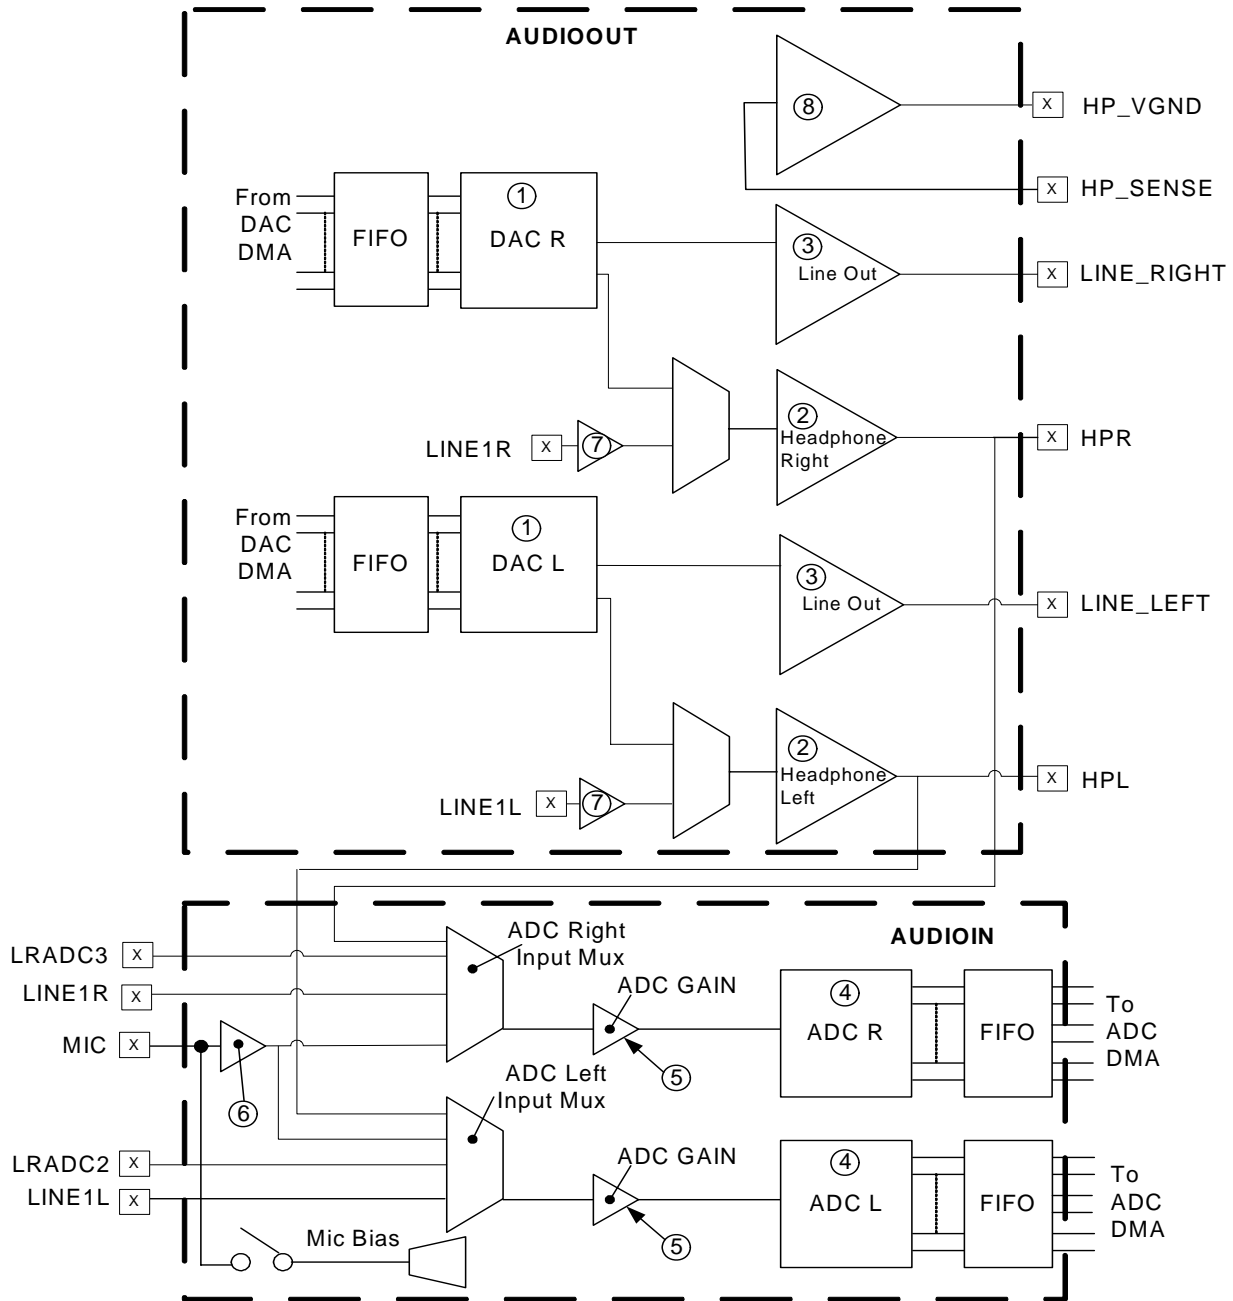 AUDIOOUT
8
X
HP_VGND
X
HP_SENSE
From
DAC
DMA
FIFO
1
DAC R
3
Line Out
X
LINE_RIGHT
LINE1R
X
7
2
Headphone
Right
X
HPR
From
DAC
DMA
FIFO
1
DAC L
3
Line Out
X
LINE_LEFT
LINE1L
X
7
2
Headphone
Left
X
HPL
AUDIOIN
LRADC3
X
LINE1R
X
MIC
X
6
ADC Right
Input Mux
ADC GAIN
5
4
ADC R
FIFO
To
ADC
DMA
ADC Left
Input Mux
LRADC2
X
LINE1L
X
Mic Bias
ADC GAIN
5
4
ADC L
FIFO
To
ADC
DMA